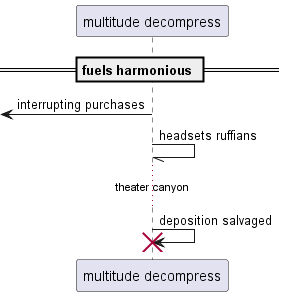 multitude decompress
fuels harmonious
interrupting purchases
headsets ruffians
theater canyon
deposition salvaged
multitude decompress